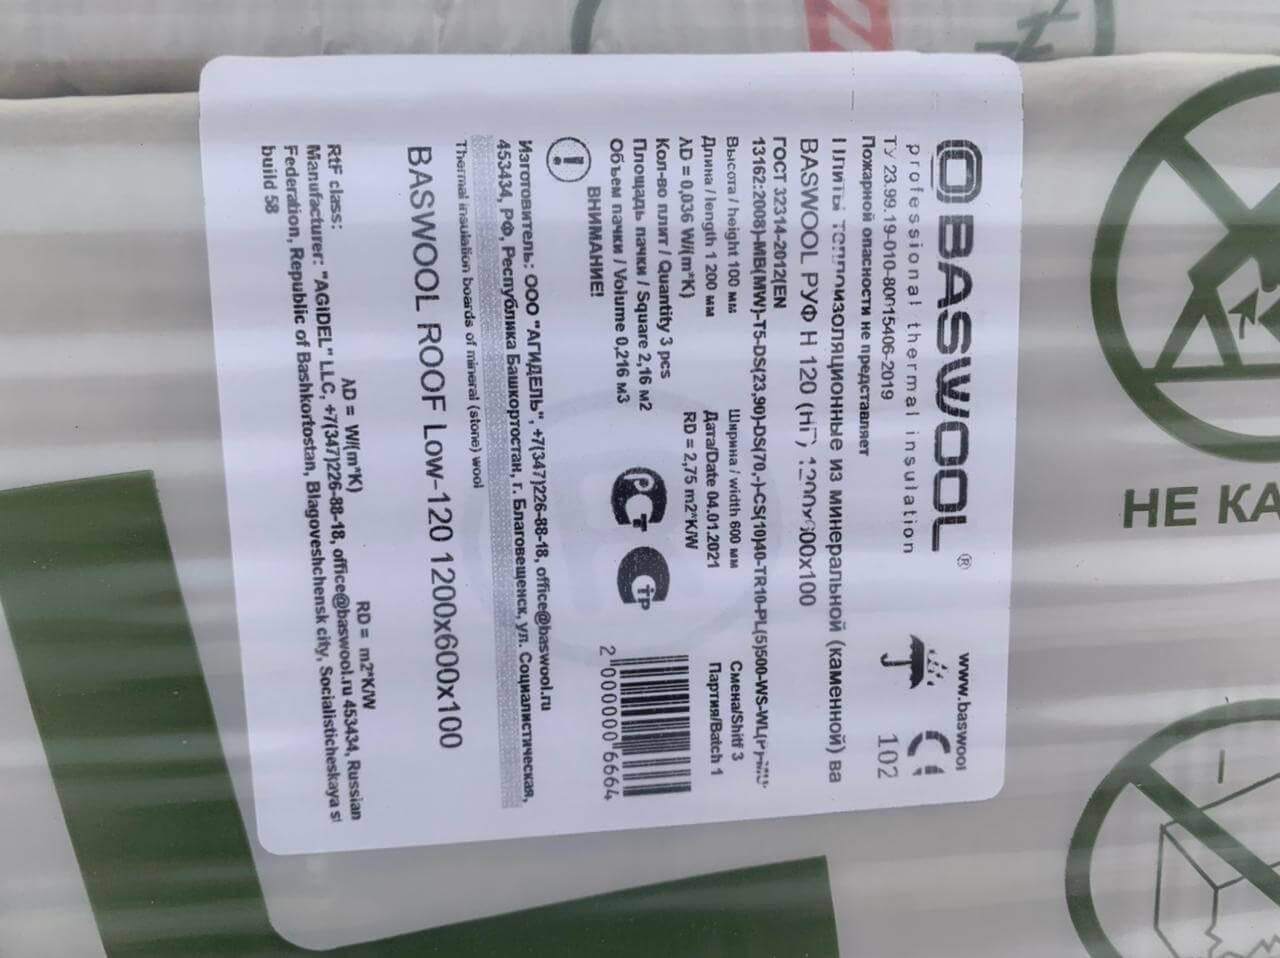 BASWOOL ® www.baswool
professional thermal insulation
102
ТУ 23.99.19-010-80015406-2019
Пожарной опасности не представляет
Плиты теплоизоляционные из минеральной (каменной) ва
BASWOOL РУФ Н 120 (НГ) 1200x600x100
ГОСТ 32314-2012(EN
13162:2008)-МВ(MW)-T5-DS(23,90)-DS(70,-)-CS(10)40-TR10-PL(5)500-WS-WL(P)-MU
Высота / height 100 мм Ширина / width 600 мм Смена/Shiff 3
Длина / length 1 200 мм Дата/Date 04.01.2021 Партия/Batch 1
λD = 0,036 W/(m*K) RD = 2,75 m2*K/W
Кол-во плит / Quantity 3 pcs
Площадь пачки / Square 2,16 м2
Объем пачки / Volume 0,216 м3
РСТ
ТР
2 000000 6664
ВНИМАНИЕ!
Изготовитель: ООО "АГИДЕЛЬ", +7(347)226-88-18, office@baswool.ru
453434, РФ, Республика Башкортостан, г. Благовещенск, ул. Социалистическая,
Thermal insulation boards of mineral (stone) wool
BASWOOL ROOF Low-120 1200x600x100
λD = W/(m*K) RD = m2*K/W
RtF class:
Manufacturer: "AGIDEL" LLC, +7(347)226-88-18, office@baswool.ru 453434, Russian
Federation, Republic of Bashkortostan, Blagoveshchensk city, Socialisticheskaya st
build 58
НЕ КА